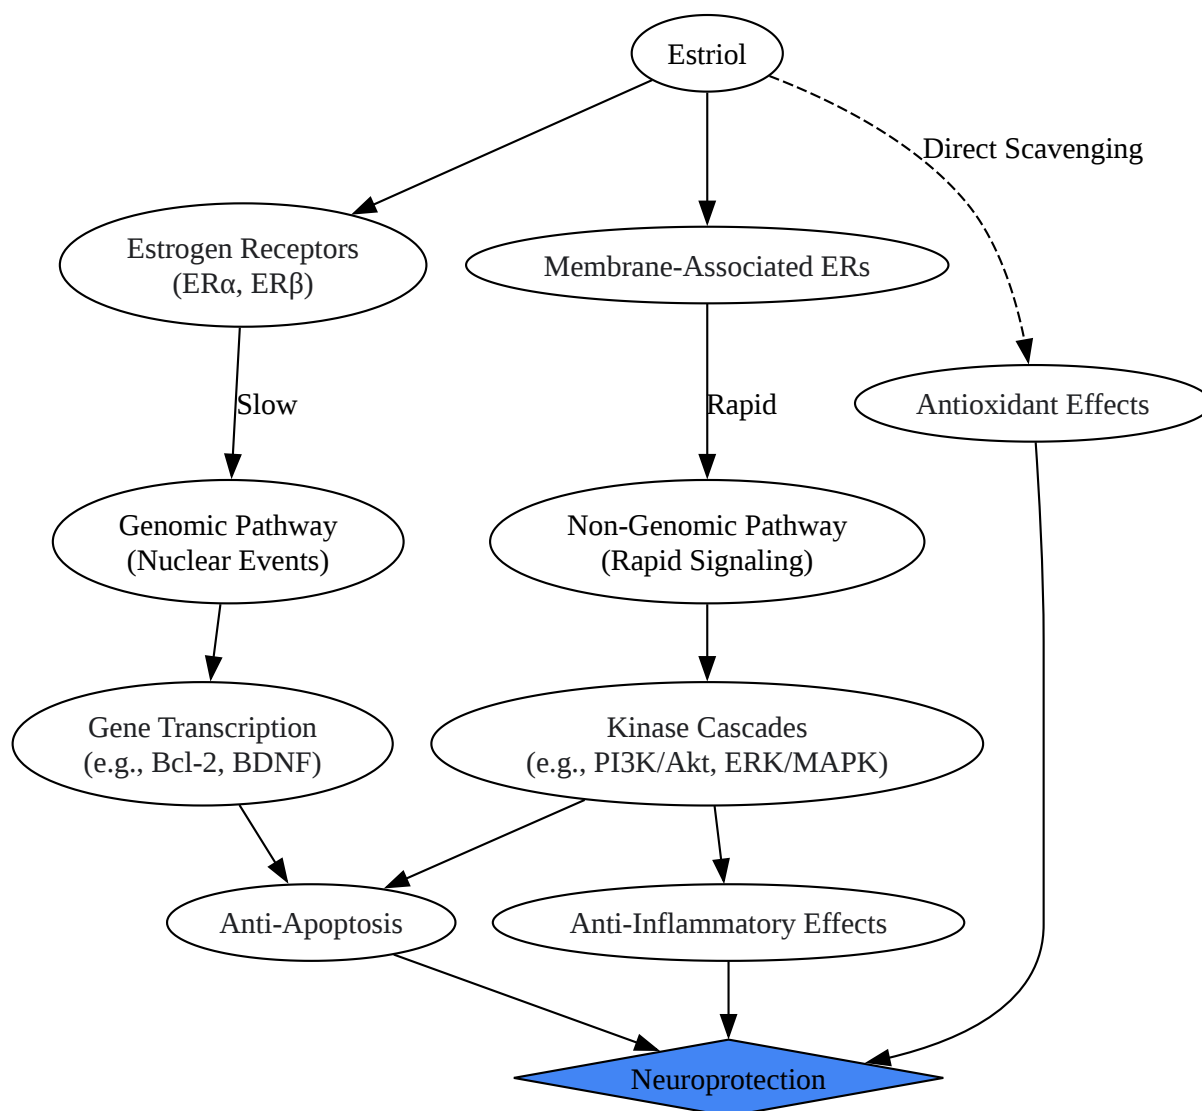 Estriol
Direct Scavenging
Estrogen Receptors
(ERα, ERβ)
Membrane-Associated ERs
Slow
Rapid
Antioxidant Effects
Genomic Pathway
(Nuclear Events)
Non-Genomic Pathway
(Rapid Signaling)
Gene Transcription
(e.g., Bcl-2, BDNF)
Kinase Cascades
(e.g., PI3K/Akt, ERK/MAPK)
Anti-Apoptosis
Anti-Inflammatory Effects
Neuroprotection